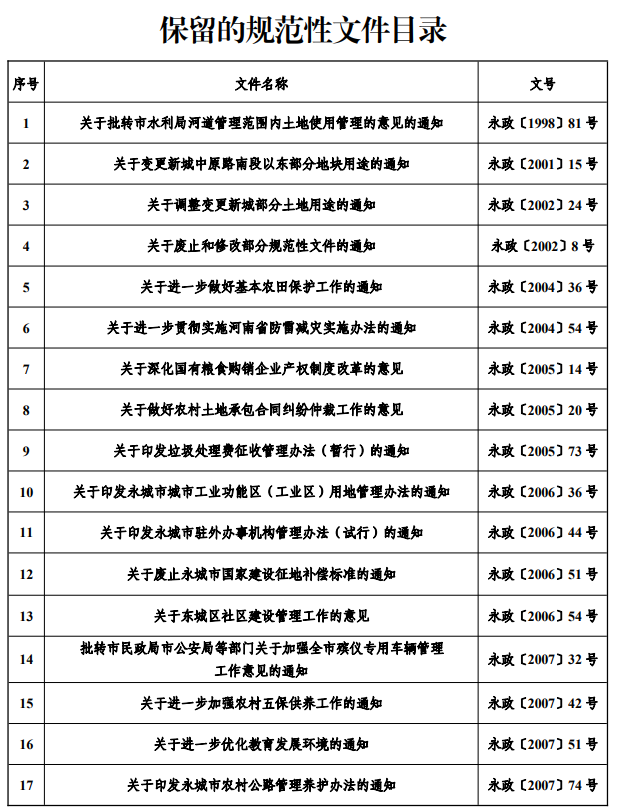 保留的规范性文件目录
序号 文件名称 文号
1 关于批转市水利局河道管理范围内土地使用管理的意见的通知 永政〔1998〕81 号
2 关于变更新城中原路南段以东部分地块用途的通知 永政〔2001〕15 号
3 关于调整变更新城部分土地用途的通知 永政〔2002〕24 号
4 关于废止和修改部分规范性文件的通知 永政〔2002〕8 号
5 关于进一步做好基本农田保护工作的通知 永政〔2004〕36 号
6 关于进一步贯彻实施河南省防雷减灾实施办法的通知 永政〔2004〕54 号
7 关于深化国有粮食购销企业产权制度改革的意见 永政〔2005〕14 号
8 关于做好农村土地承包合同纠纷仲裁工作的意见 永政〔2005〕20 号
9 关于印发垃圾处理费征收管理办法（暂行）的通知 永政〔2005〕73 号
10 关于印发永城市城市工业功能区（工业区）用地管理办法的通知 永政〔2006〕36 号
11 关于印发永城市驻外办事机构管理办法（试行）的通知 永政〔2006〕44 号
12 关于废止永城市国家建设征地补偿标准的通知 永政〔2006〕51 号
13 关于东城区社区建设管理工作的意见 永政〔2006〕54 号
14 批转市民政局市公安局等部门关于加强全市殡仪专用车辆管理
工作意见的通知 永政〔2007〕32 号
15 关于进一步加强农村五保供养工作的通知 永政〔2007〕42 号
16 关于进一步优化教育发展环境的通知 永政〔2007〕51 号
17 关于印发永城市农村公路管理养护办法的通知 永政〔2007〕74 号